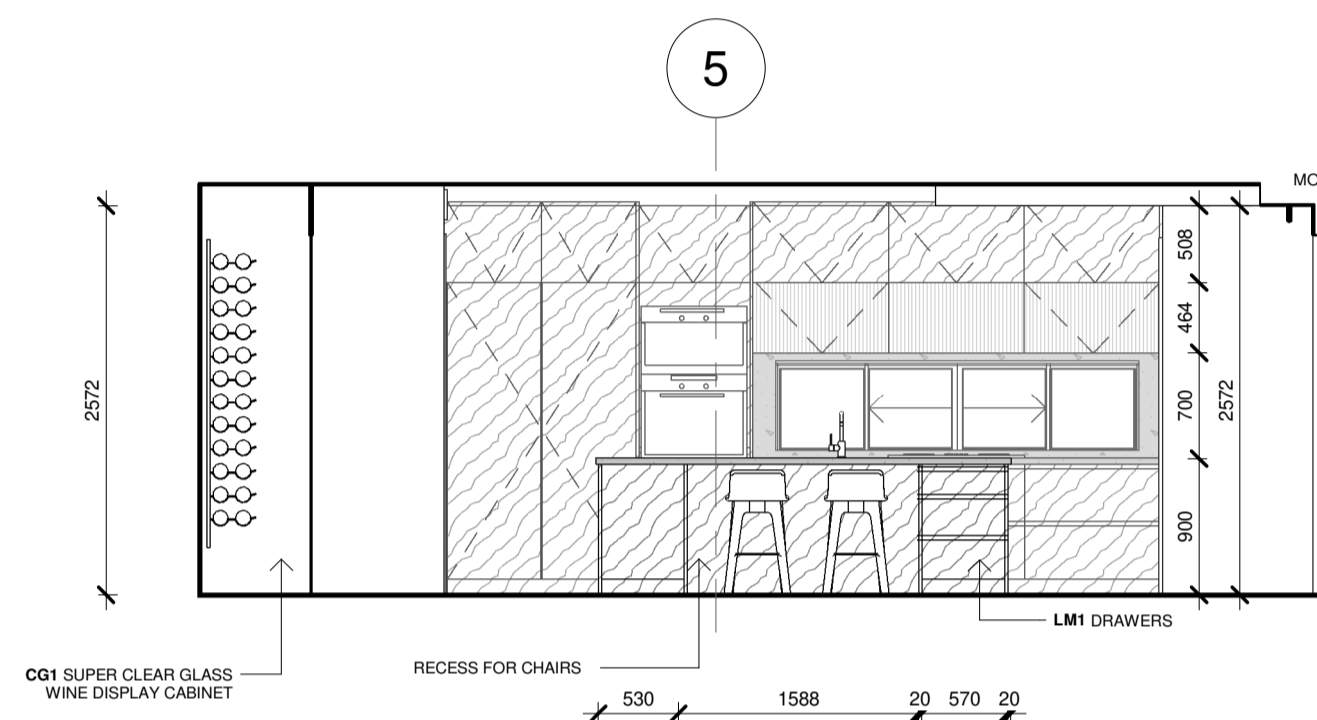 5
MO
508
464
700
900
2572
2572
LM1 DRAWERS
CG1 SUPER CLEAR GLASS
WINE DISPLAY CABINET
RECESS FOR CHAIRS
530 1588 20 570 20